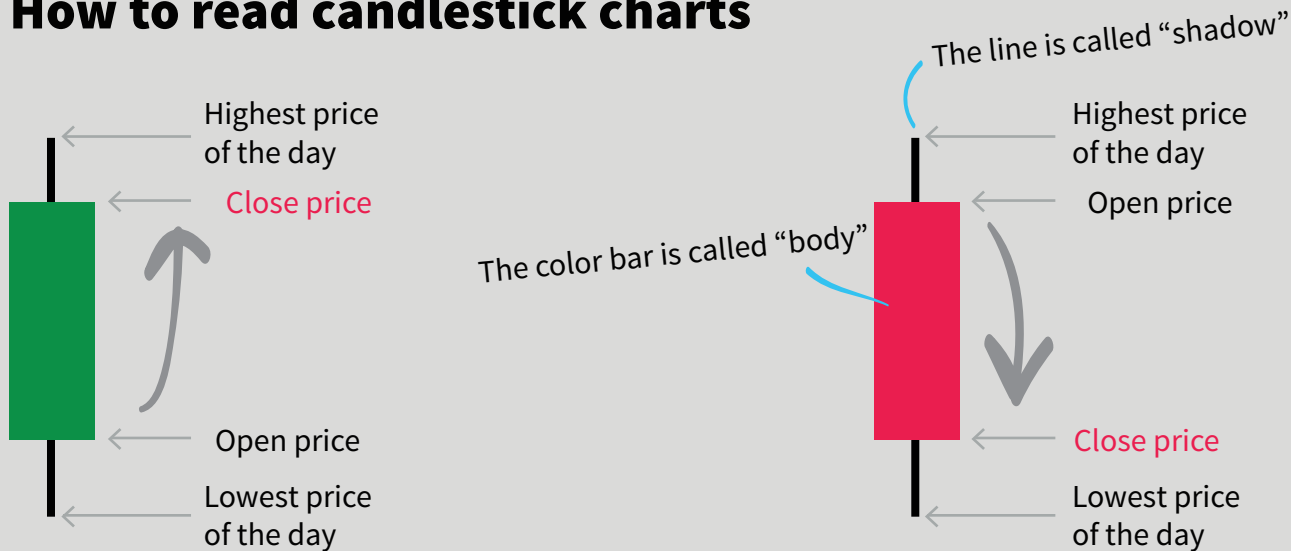 How to read candlestick charts
The line is called “shadow”
Highest price
of the day
Close price
Open price
Lowest price
of the day
The color bar is called “body”
Highest price
of the day
Open price
Close price
Lowest price
of the day